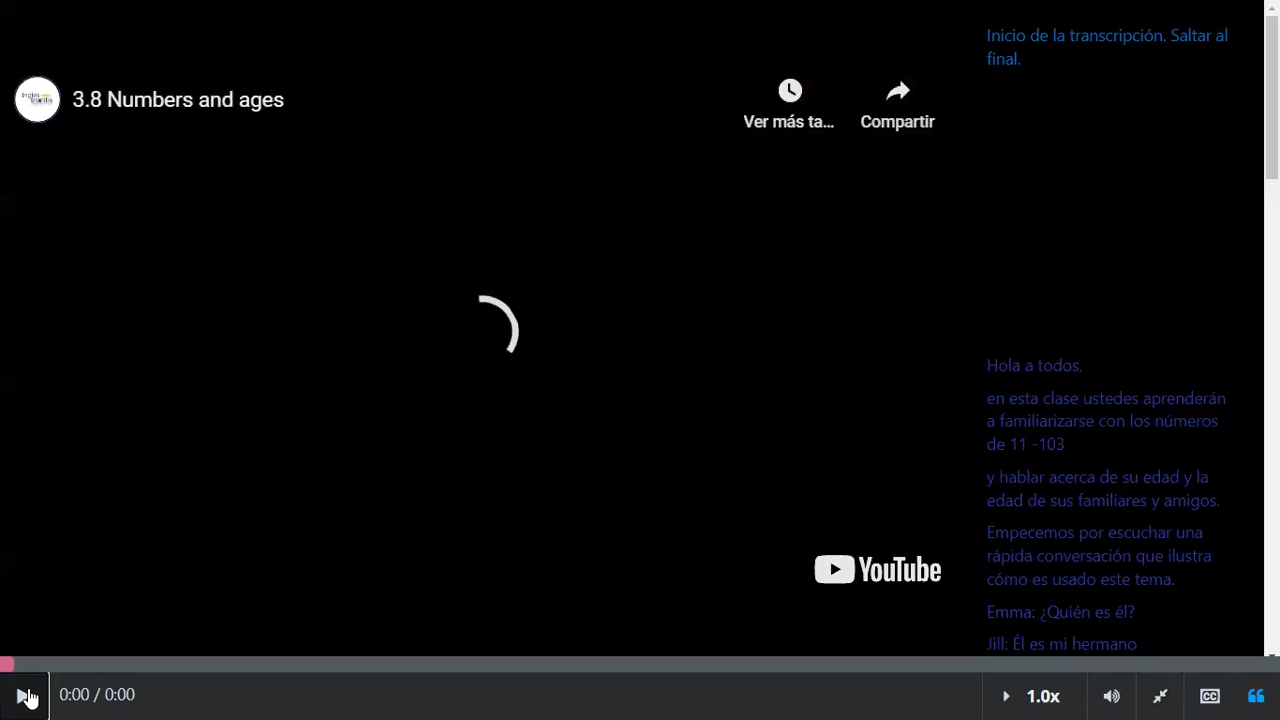 3.8 Numbers and ages
Ver más ta...
Compartir
YouTube
Inicio de la transcripción. Saltar al
final.
Hola a todos,
en esta clase ustedes aprenderán
a familiarizarse con los números
de 11 -103
y hablar acerca de su edad y la
edad de sus familiares y amigos.
Empecemos por escuchar una
rápida conversación que ilustra
cómo es usado este tema.
Emma: ¿Quién es él?
Jill: Él es mi hermano
0:00 / 0:00
1.0x
CC